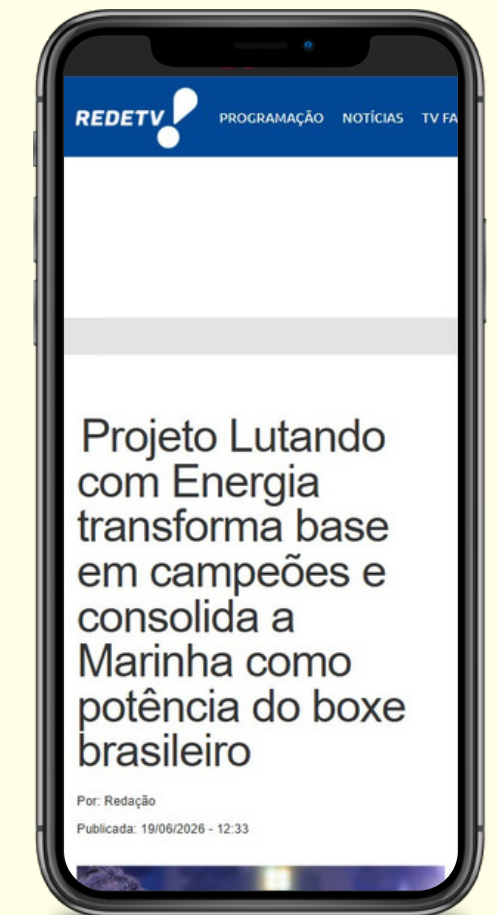 REDETV! PROGRAMAÇÃO NOTÍCIAS TV FA
Projeto Lutando
com Energia
transforma base
em campeões e
consolida a
Marinha como
potência do boxe
brasileiro
Por: Redação
Publicada: 19/06/2026 - 12:33